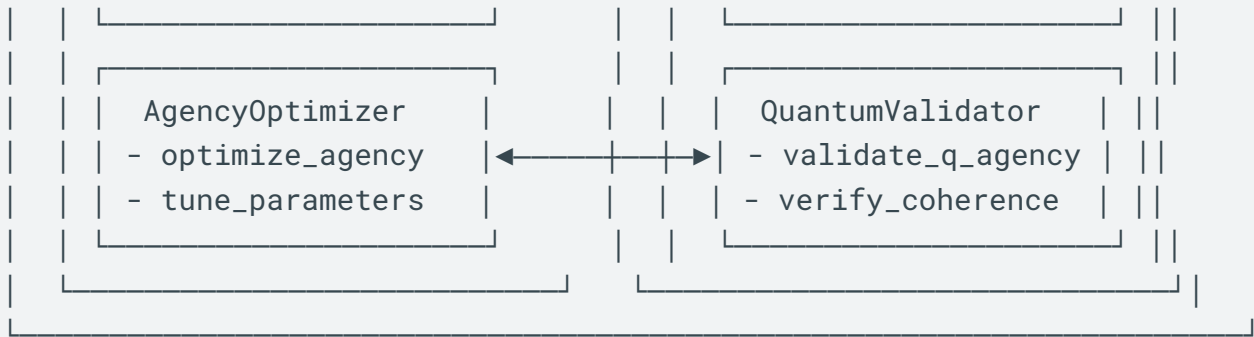 AgencyOptimizer QuantumValidator
- optimize_agency - validate_q_agency
- tune_parameters - verify_coherence